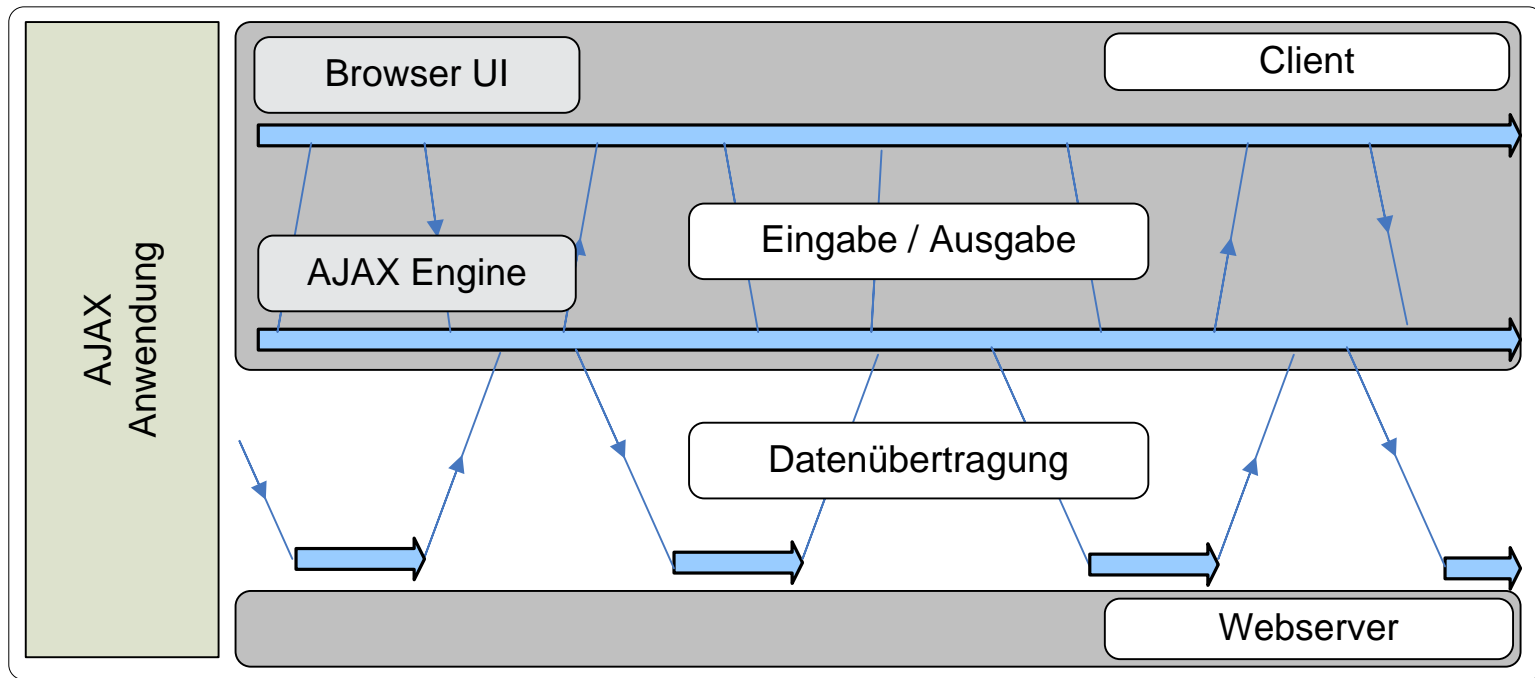 AJAX
Anwendung
Browser UI
Client
AJAX Engine
Eingabe / Ausgabe
Datenübertragung
Webserver